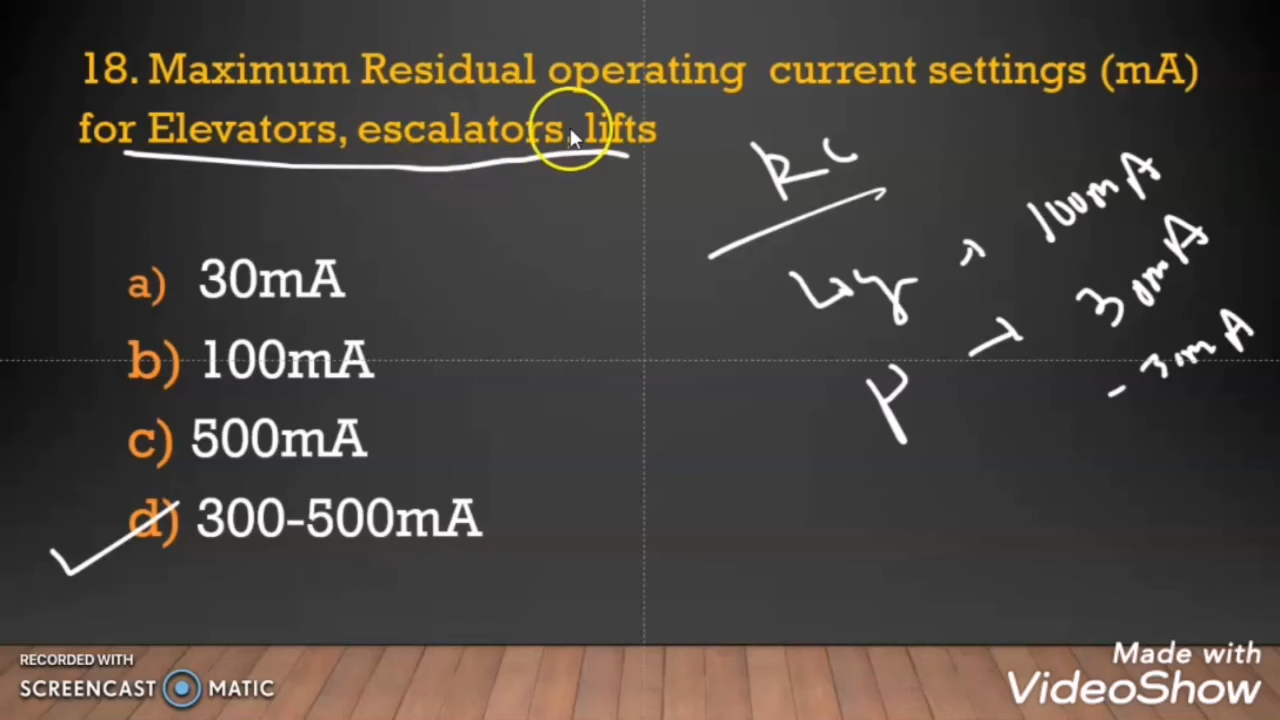 18. Maximum Residual operating current settings (mA)
for Elevators, escalators, lifts
a) 30mA
b) 100mA
c) 500mA
d) 300-500mA
RC
100mA
30mA
P
RECORDED WITH
SCREENCAST MATIC
Made with
VideoShow